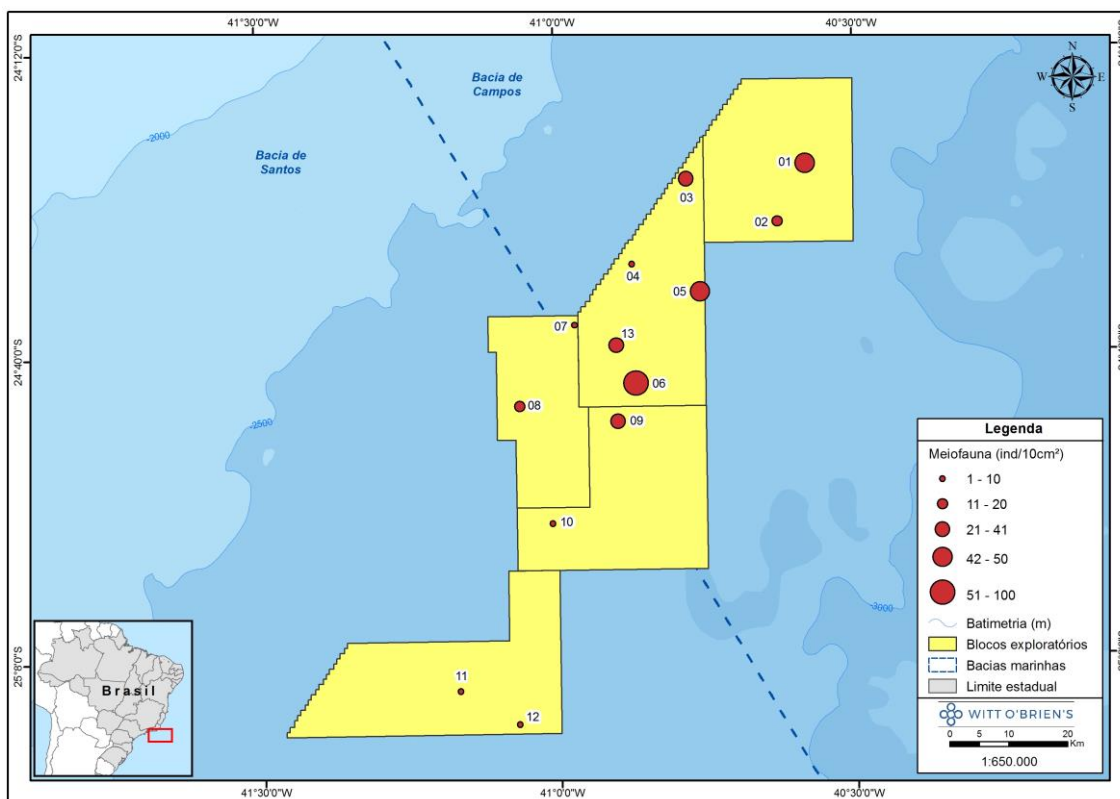 41°30'0"W
41°0'0"W
40°30'0"W
24°12'0"S
N
W
E
S
Bacia de
Campos
Bacia de
Santos
-2000
-2500
-3000
01
02
03
04
05
07
13
06
08
09
10
11
12
24°40'0"S
25°8'0"S
Legenda
Meiofauna (ind/10cm²)
1 - 10
11 - 20
21 - 41
42 - 50
51 - 100
Batimetria (m)
Blocos exploratórios
Bacias marinhas
Limite estadual
WITT O'BRIEN'S
0 5 10 20
Km
1:650.000
Brasil
41°30'0"W
41°0'0"W
40°30'0"W